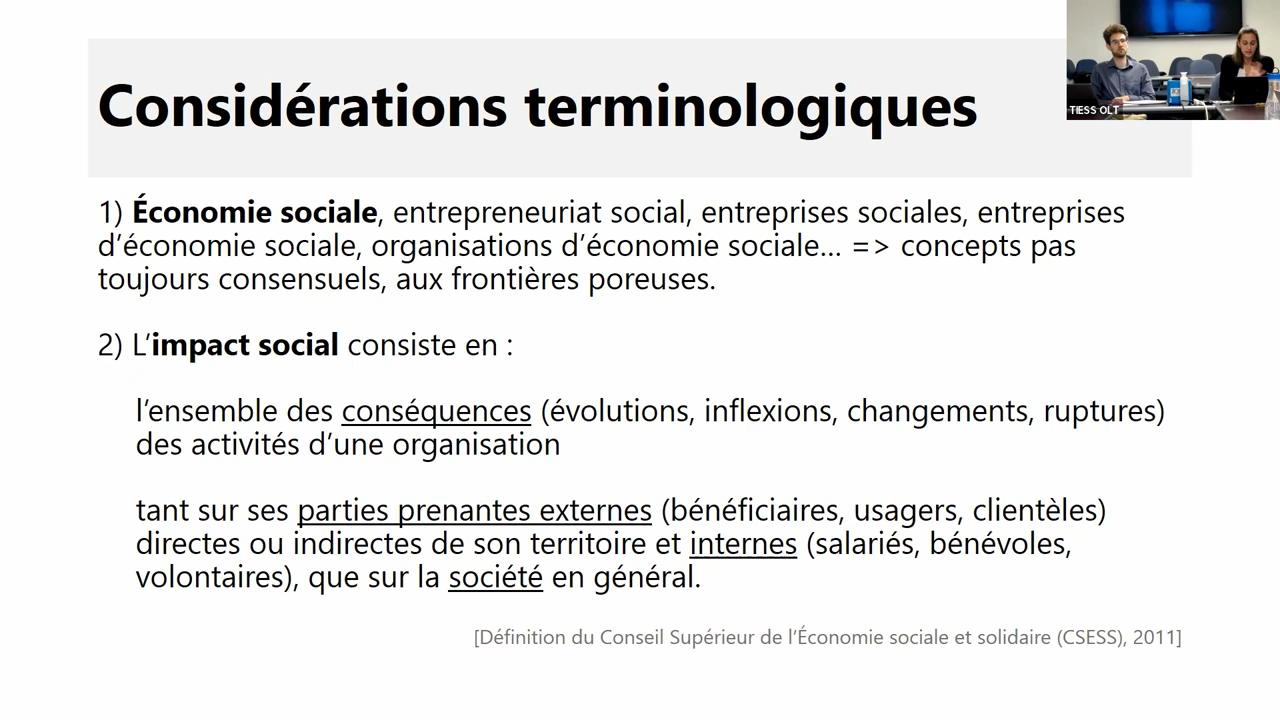 Considérations terminologiques
TIESS OLT
1) Économie sociale, entrepreneuriat social, entreprises sociales, entreprises
d’économie sociale, organisations d’économie sociale… => concepts pas
toujours consensuels, aux frontières poreuses.
2) L’impact social consiste en :
l’ensemble des conséquences (évolutions, inflexions, changements, ruptures)
des activités d’une organisation
tant sur ses parties prenantes externes (bénéficiaires, usagers, clientèles)
directes ou indirectes de son territoire et internes (salariés, bénévoles,
volontaires), que sur la société en général.
[Définition du Conseil Supérieur de l’Économie sociale et solidaire (CSESS), 2011]